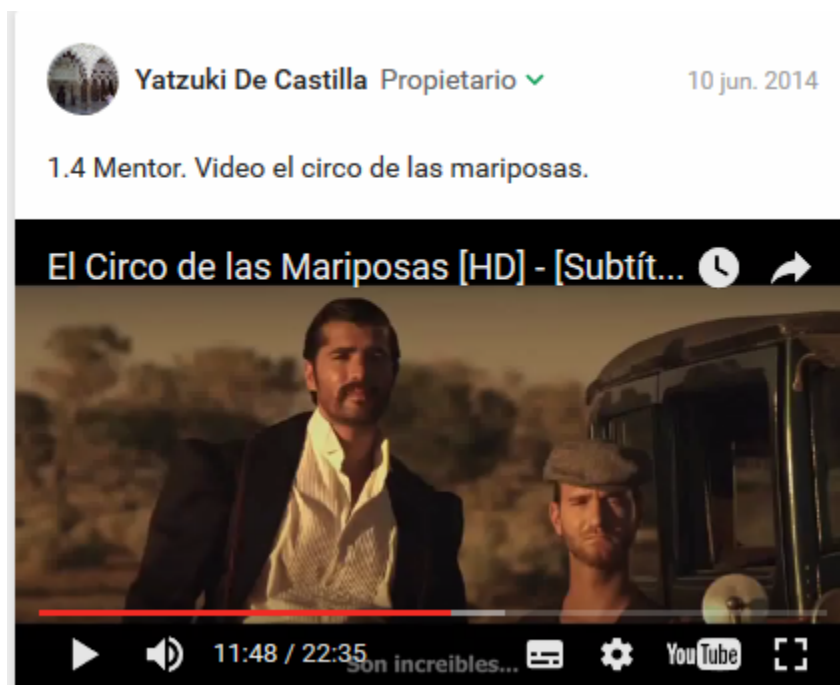 Yatzuki De Castilla Propietario 10 jun. 2014
1.4 Mentor. Video el circo de las mariposas.
El Circo de las Mariposas [HD] - [Subtít...
11:48 / 22:35 Son increibles... YouTube